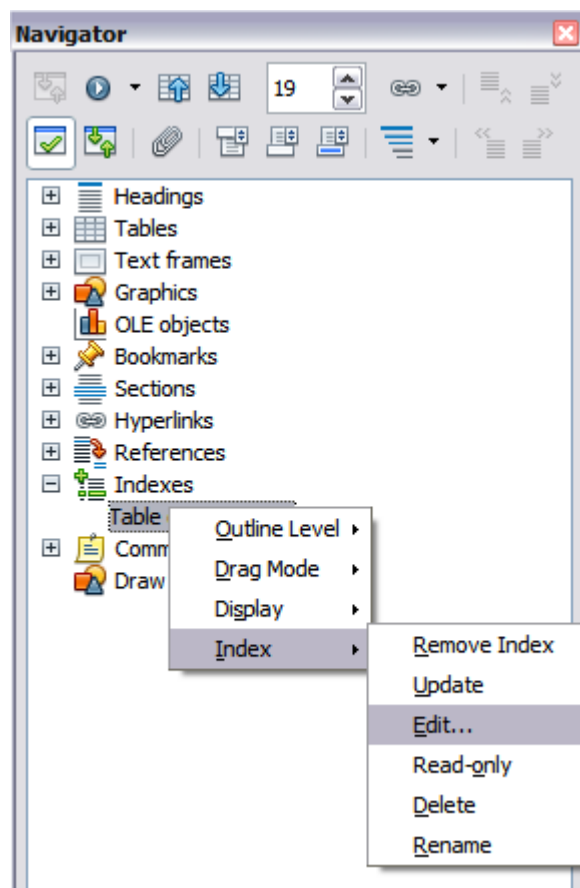 Navigator
19
Headings
Tables
Text frames
Graphics
OLE objects
Bookmarks
Sections
Hyperlinks
References
Indexes
Table
Draw
Outline Level
Drag Mode
Display
Index
Remove Index
Update
Edit...
Read-only
Delete
Rename